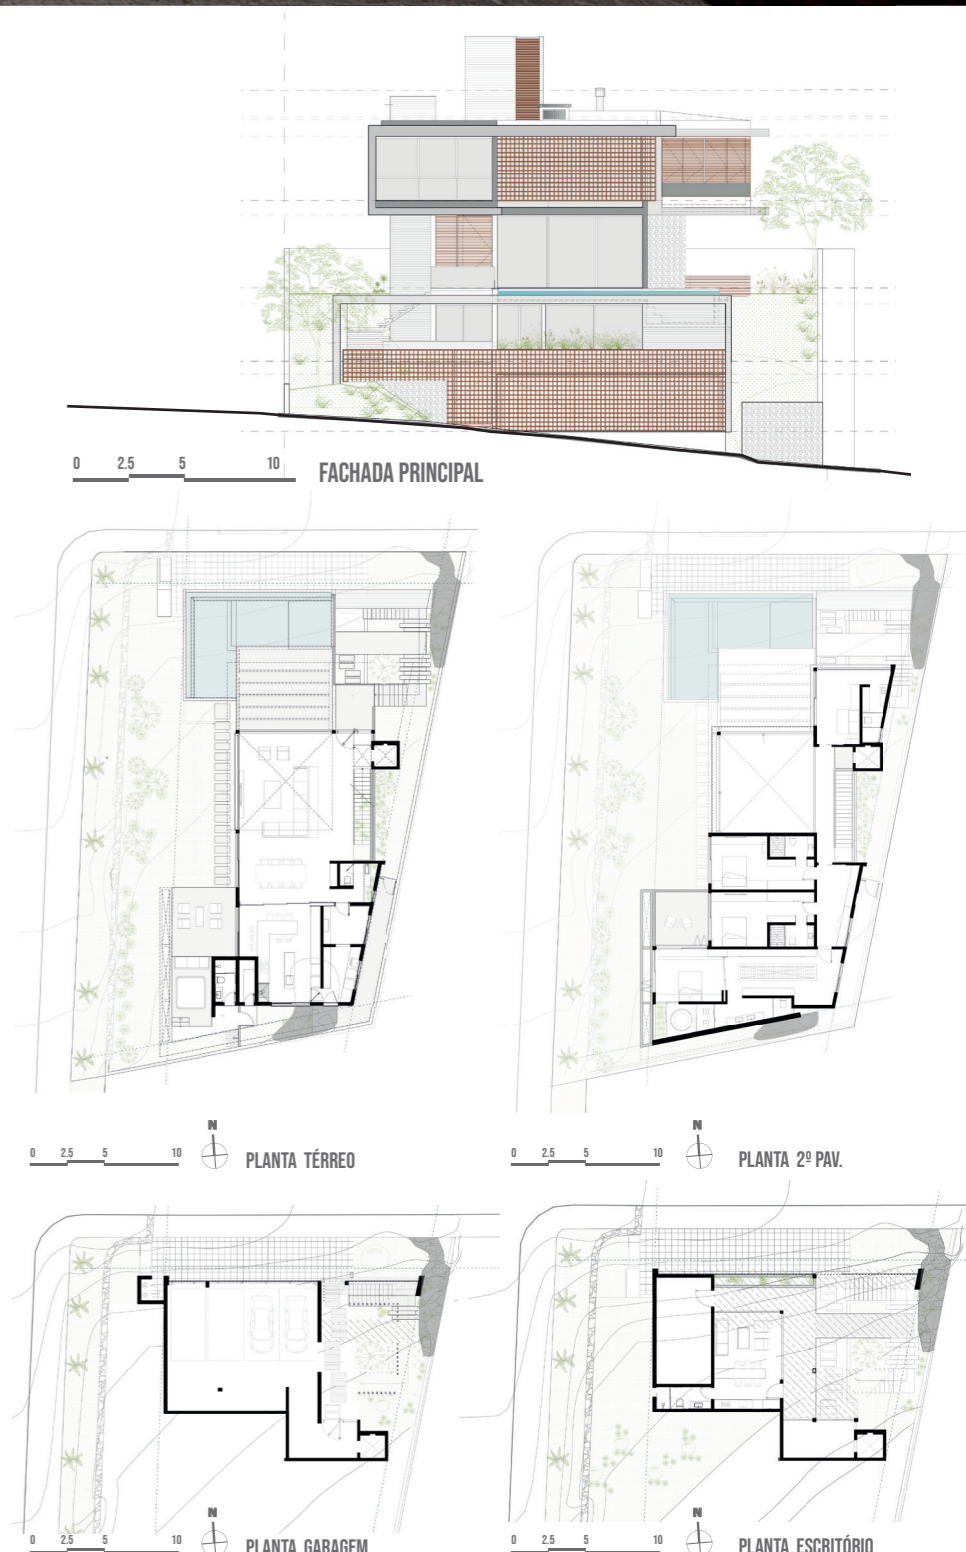 0 2.5 5 10 FACHADA PRINCIPAL
N
0 2.5 5 10 PLANTA TÉRREO
N
0 2.5 5 10 PLANTA 2º PAV.
N
0 2.5 5 10 PLANTA GARAGEM
N
0 2.5 5 10 PLANTA ESCRITÓRIO